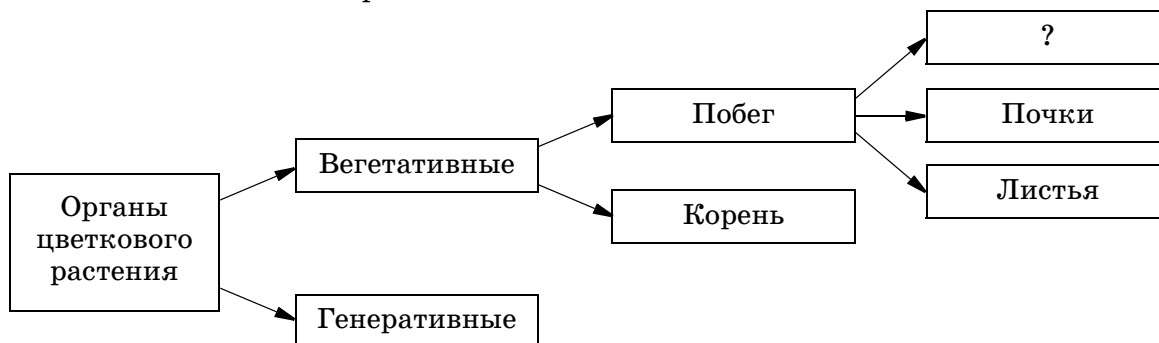 ?
Побег
Почки
Вегетативные
Листья
Органы
цветкового
растения
Корень
Генеративные